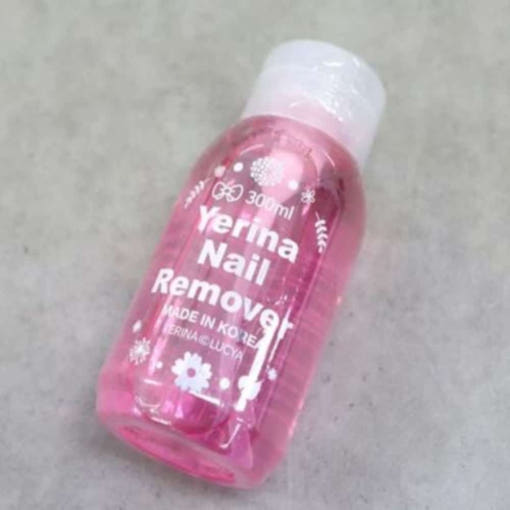 300ml
Yerina
Nail
Remover
MADE IN KOREA
YERINA©LUCYA